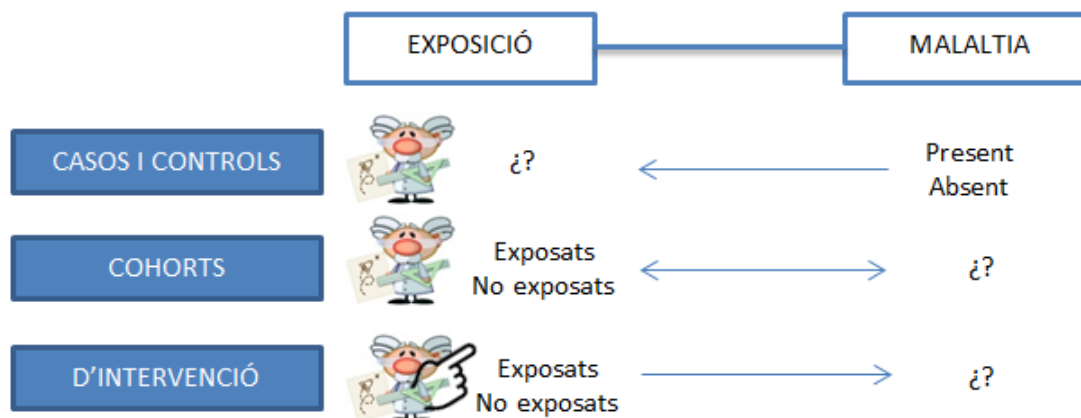 EXPOSICIÓ
MALALTIA
CASOS I CONTROLS
¿?
Present
Absent
COHORTS
Exposats
No exposats
¿?
D'INTERVENCIÓ
Exposats
No exposats
¿?